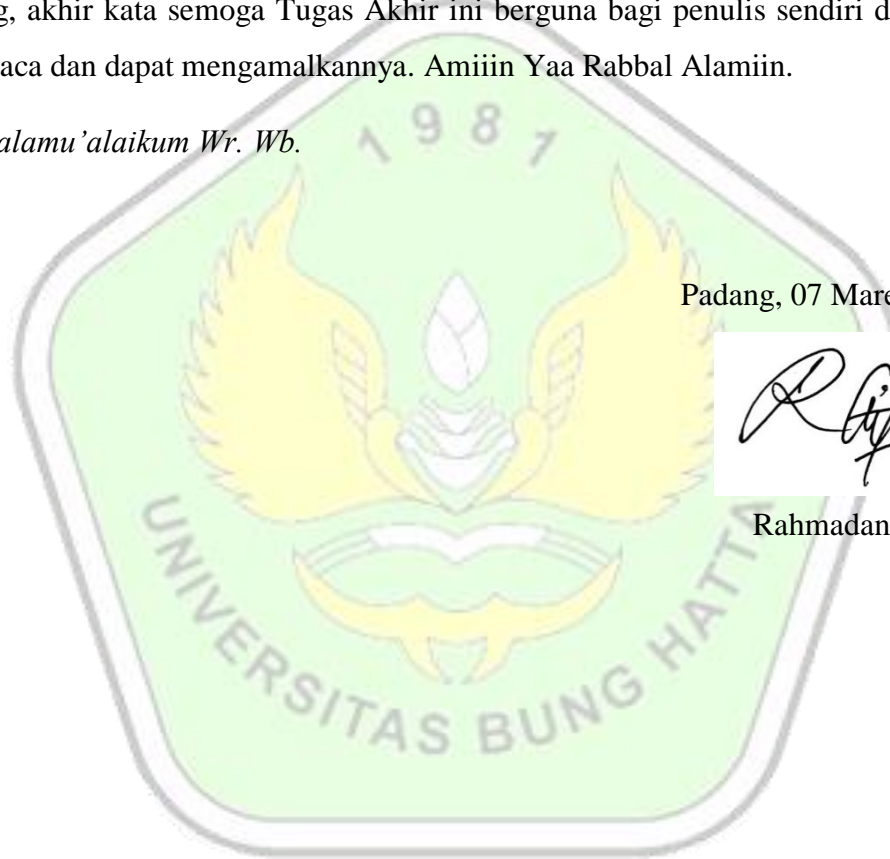 g, akhir kata semoga Tugas Akhir ini berguna bagi penulis sendiri d
aca dan dapat mengamalkannya. Amiiin Yaa Rabbal Alamiin.
alamu’alaikum Wr. Wb.
1981
Padang, 07 Mare
Rahmadan
UNIVERSITAS BUNG HATTA